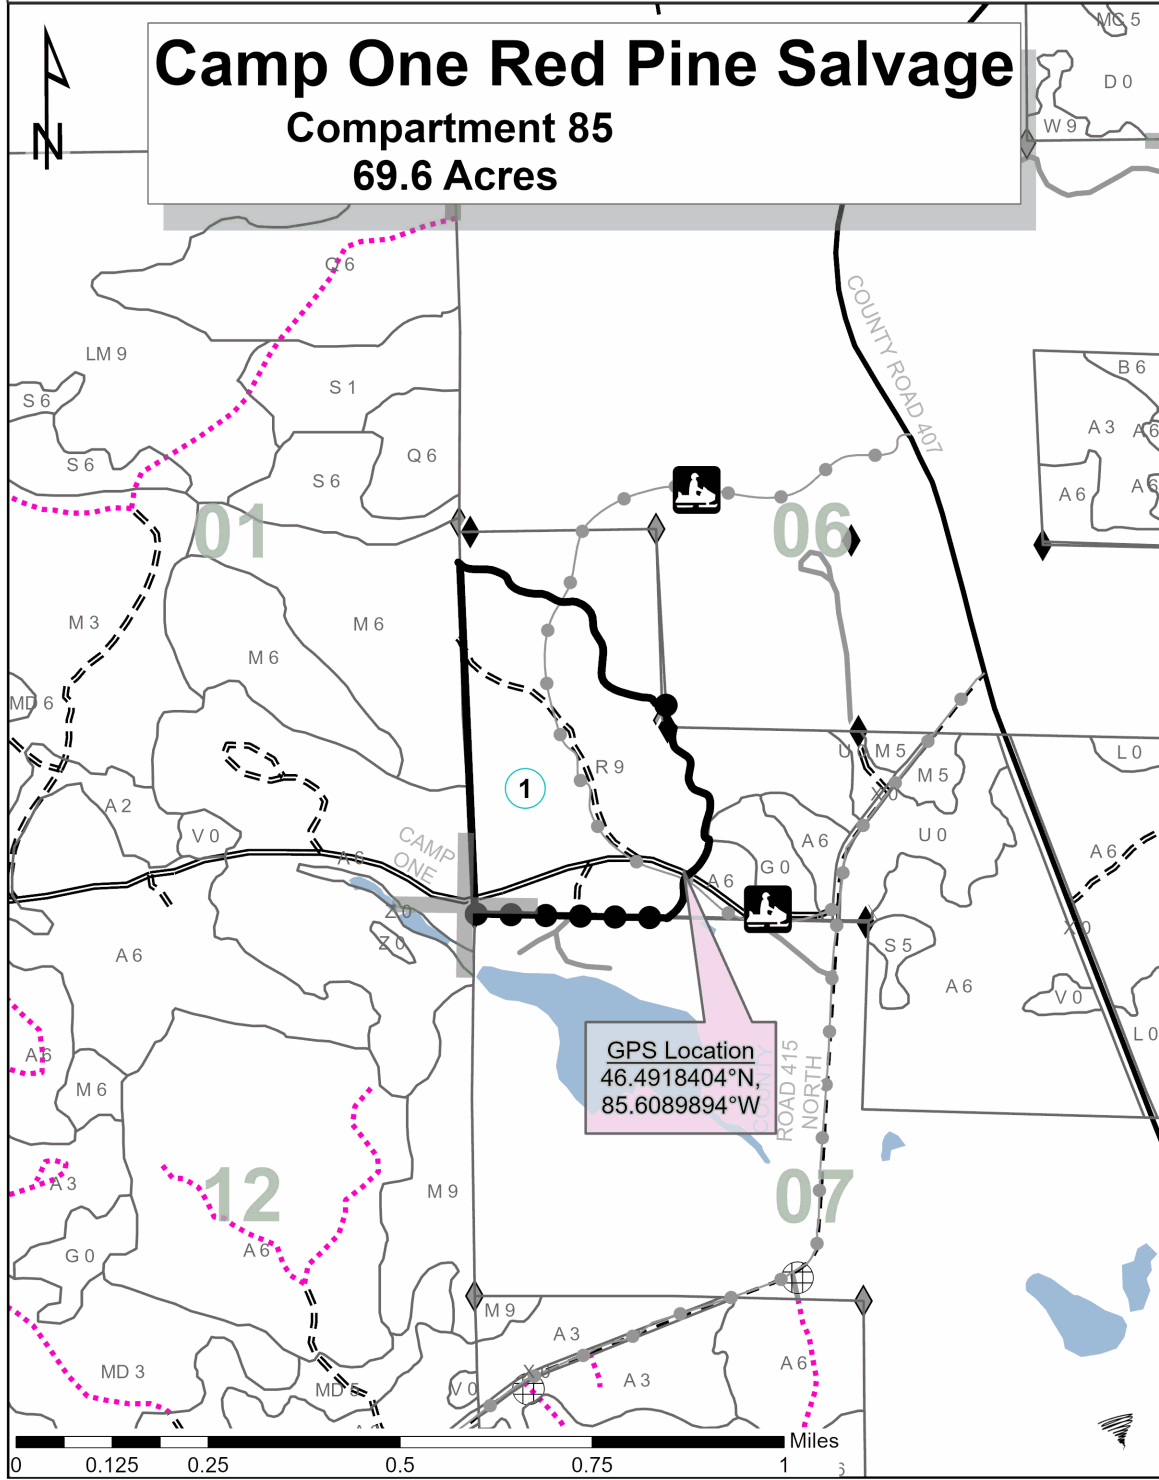 Camp One Red Pine Salvage
Compartment 85
69.6 Acres
N
MC 5
D 0
W 9
Q 6
COUNTY ROAD 407
LM 9
S 1
B 6
S 6
A 3
A 6
Q 6
S 6
S 6
A 6
A 6
01
06
M 3
M 6
M 6
MD 6
U
M 5
L 0
R 9
M 5
1
X 0
A 2
V 0
A 6
U 0
CAMP
ONE
A 6
G 0
A 6
A 6
Z 0
X 0
Z 0
S 5
A 6
A 6
V 0
L 0
GPS Location
46.4918404°N,
85.6089894°W
COUNTY
ROAD 415
NORTH
A 6
M 6
A 3
12
M 9
07
G 0
A 6
M 9
A 3
A 6
MD 3
MD 5
V 0
X 0
A 3
Miles
0
0.125
0.25
0.5
0.75
1